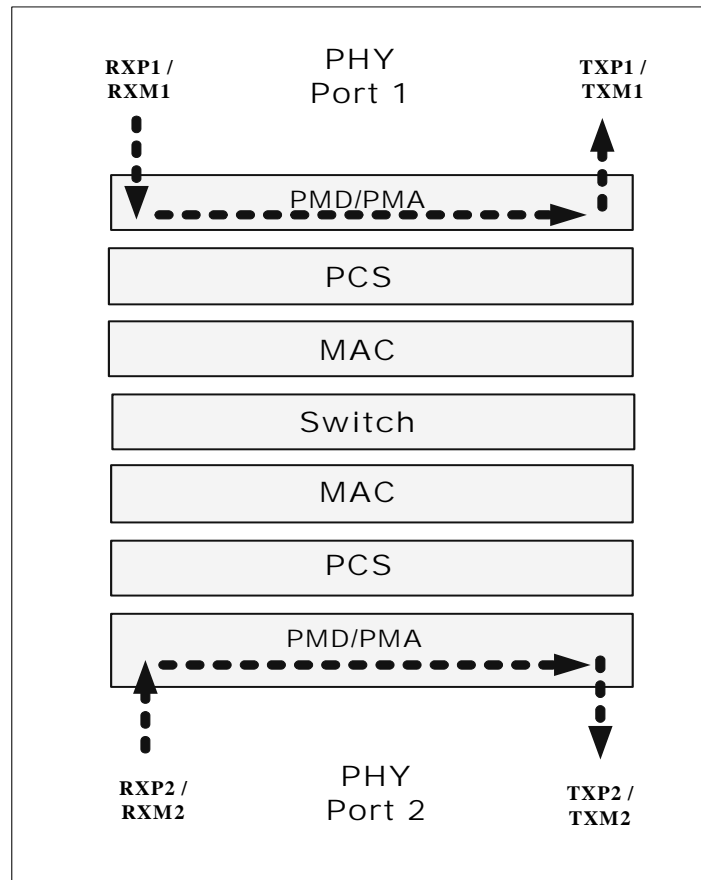 RXP1 /
RXM1
PHY
Port 1
TXP1 /
TXM1
PMD/PMA
PCS
MAC
Switch
MAC
PCS
PMD/PMA
RXP2 /
RXM2
PHY
Port 2
TXP2 /
TXM2